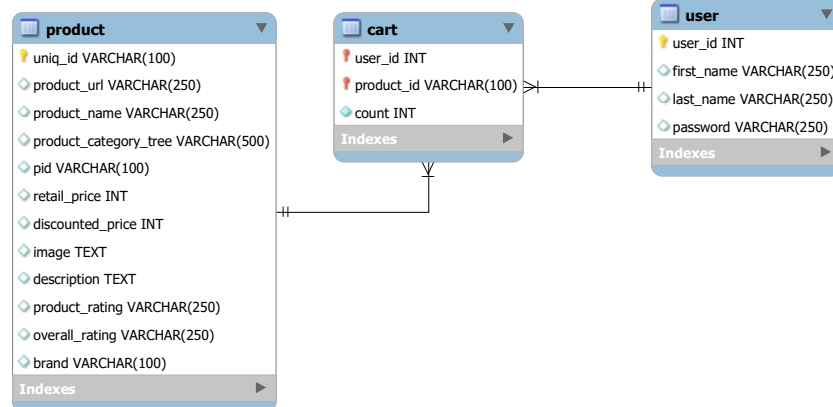 product
uniq_id VARCHAR(100)
product_url VARCHAR(250)
product_name VARCHAR(250)
product_category_tree VARCHAR(500)
pid VARCHAR(100)
retail_price INT
discounted_price INT
image TEXT
description TEXT
product_rating VARCHAR(250)
overall_rating VARCHAR(250)
brand VARCHAR(100)
Indexes
cart
user_id INT
product_id VARCHAR(100)
count INT
Indexes
user
user_id INT
first_name VARCHAR(250)
last_name VARCHAR(250)
password VARCHAR(250)
Indexes